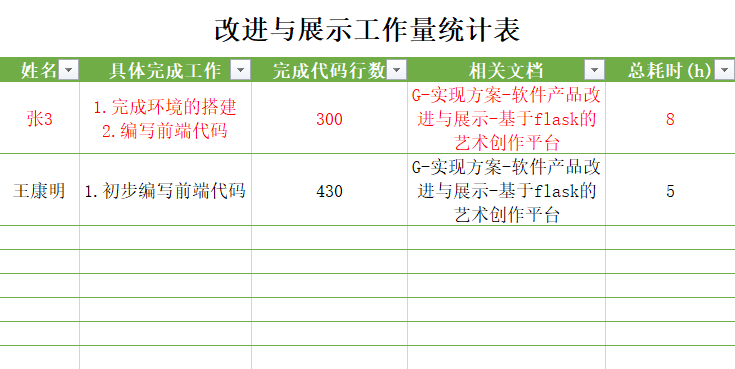 改进与展示工作量统计表
姓名 具体完成工作 完成代码行数 相关文档 总耗时(h)
张3 1.完成环境的搭建 2.编写前端代码 300 G-实现方案-软件产品改进与展示-基于flask的艺术创作平台 8
王康明 1.初步编写前端代码 430 G-实现方案-软件产品改进与展示-基于flask的艺术创作平台 5